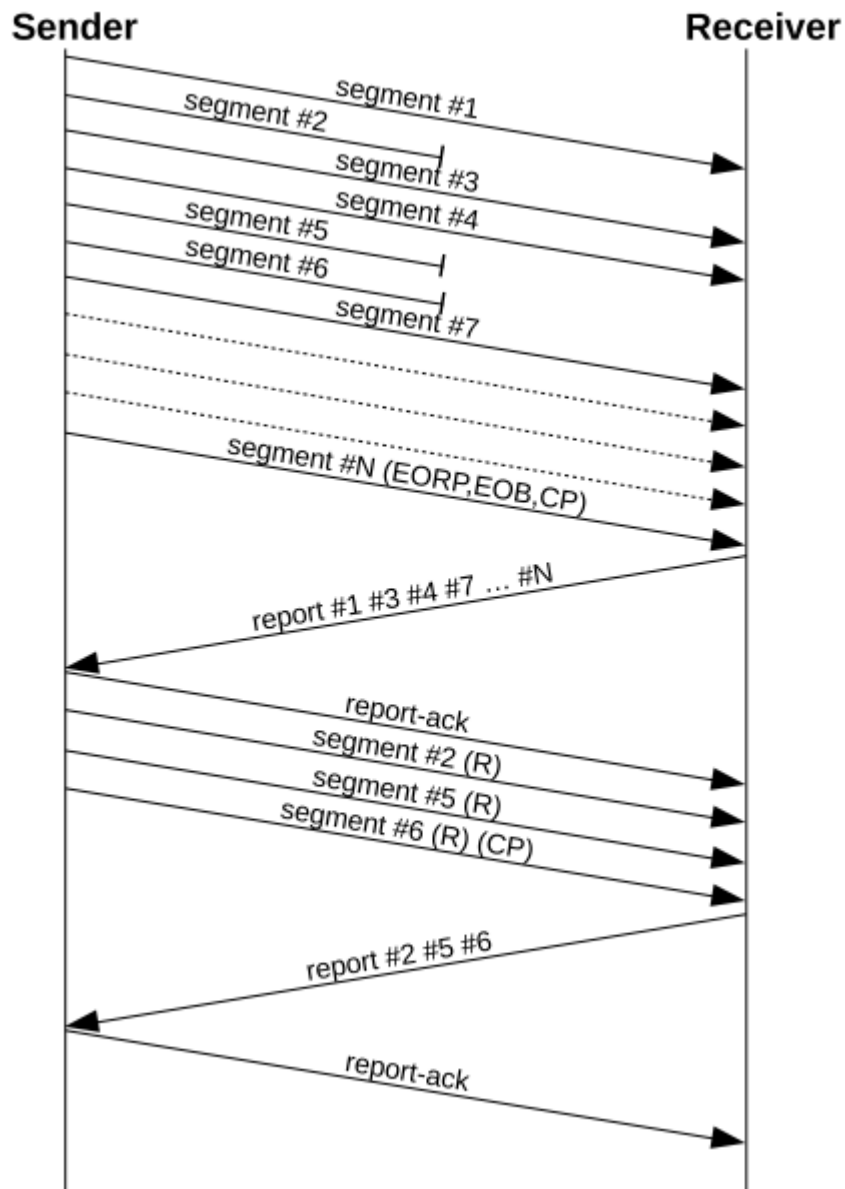 Sender
Receiver
segment #1
segment #2
segment #3
segment #4
segment #5
segment #6
segment #7
segment #N (EORP,EOB,CP)
report #1 #3 #4 #7 ... #N
report-ack
segment #2 (R)
segment #5 (R)
segment #6 (R) (CP)
report #2 #5 #6
report-ack